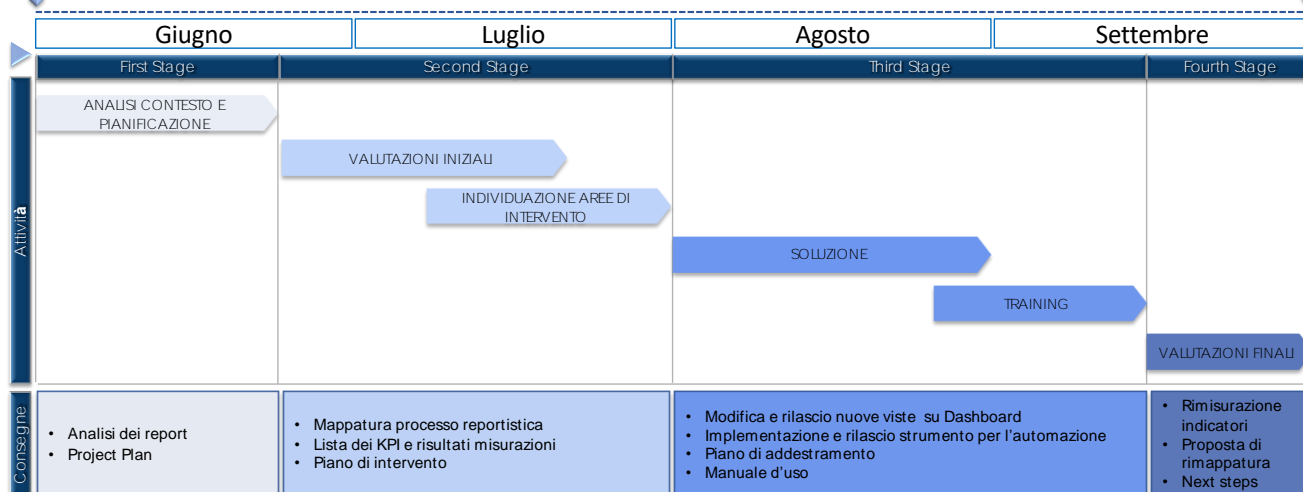 Giugno
Luglio
Agosto
Settembre
First Stage
Second Stage
Third Stage
Fourth Stage
Attività
ANALISI CONTESTO E
PIANIFICAZIONE
VALUTAZIONI INIZIALI
INDIVIDUAZIONE AREE DI
INTERVENTO
SOLUZIONE
TRAINING
VALUTAZIONI FINALI
Consegne
• Analisi dei report
• Project Plan
• Mappatura processo reportistica
• Lista dei KPI e risultati misurazioni
• Piano di intervento
• Modifica e rilascio nuove viste su Dashboard
• Implementazione e rilascio strumento per l'automazione
• Piano di addestramento
• Manuale d'uso
• Rimisurazione
indicatori
• Proposta di
rimappatura
• Next steps